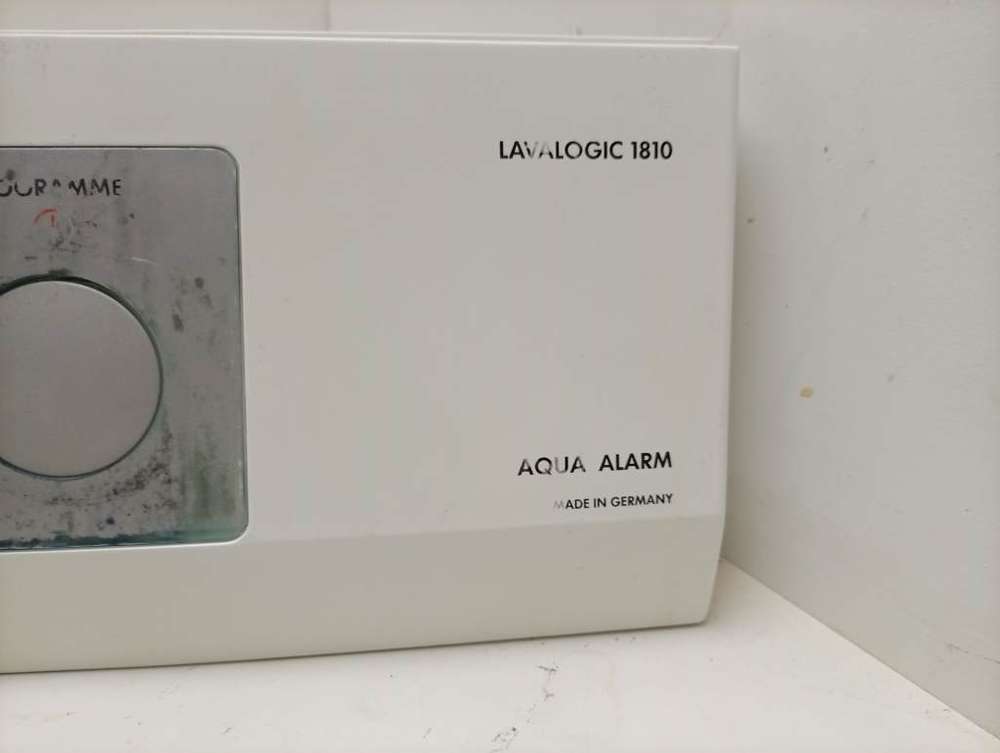 LAVALOGIC 1810
AQUA ALARM
MADE IN GERMANY